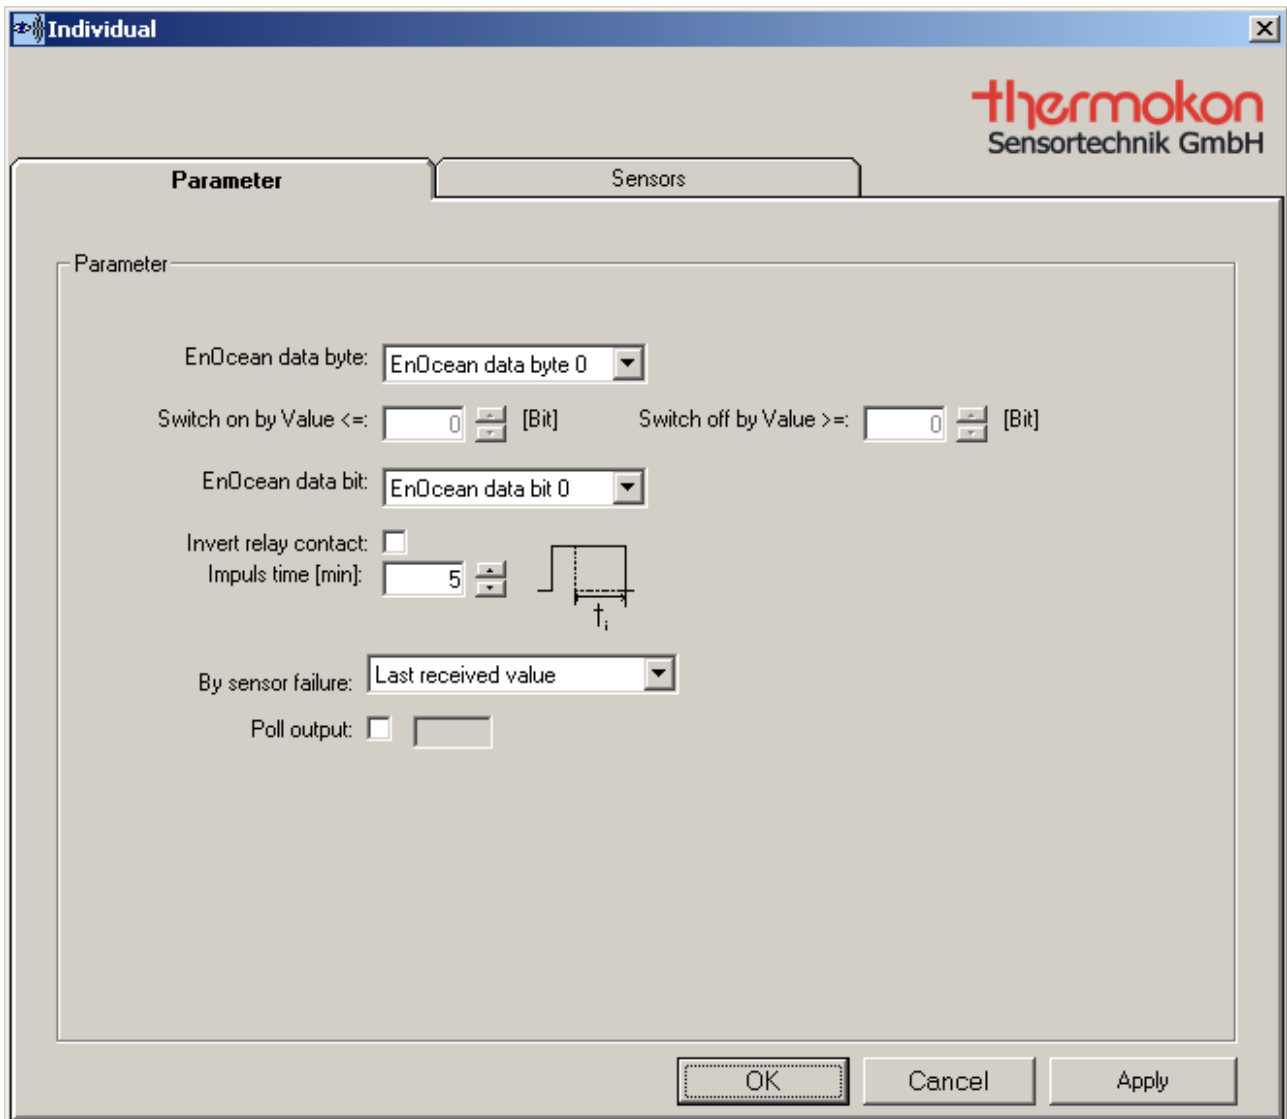 Individual
thermokon
Sensortechnik GmbH
Parameter
Sensors
Parameter
EnOcean data byte: EnOcean data byte 0
Switch on by Value <=: 0 [Bit] Switch off by Value >=: 0 [Bit]
EnOcean data bit: EnOcean data bit 0
Invert relay contact:
Impuls time [min]: 5
ti
By sensor failure: Last received value
Poll output:
OK Cancel Apply